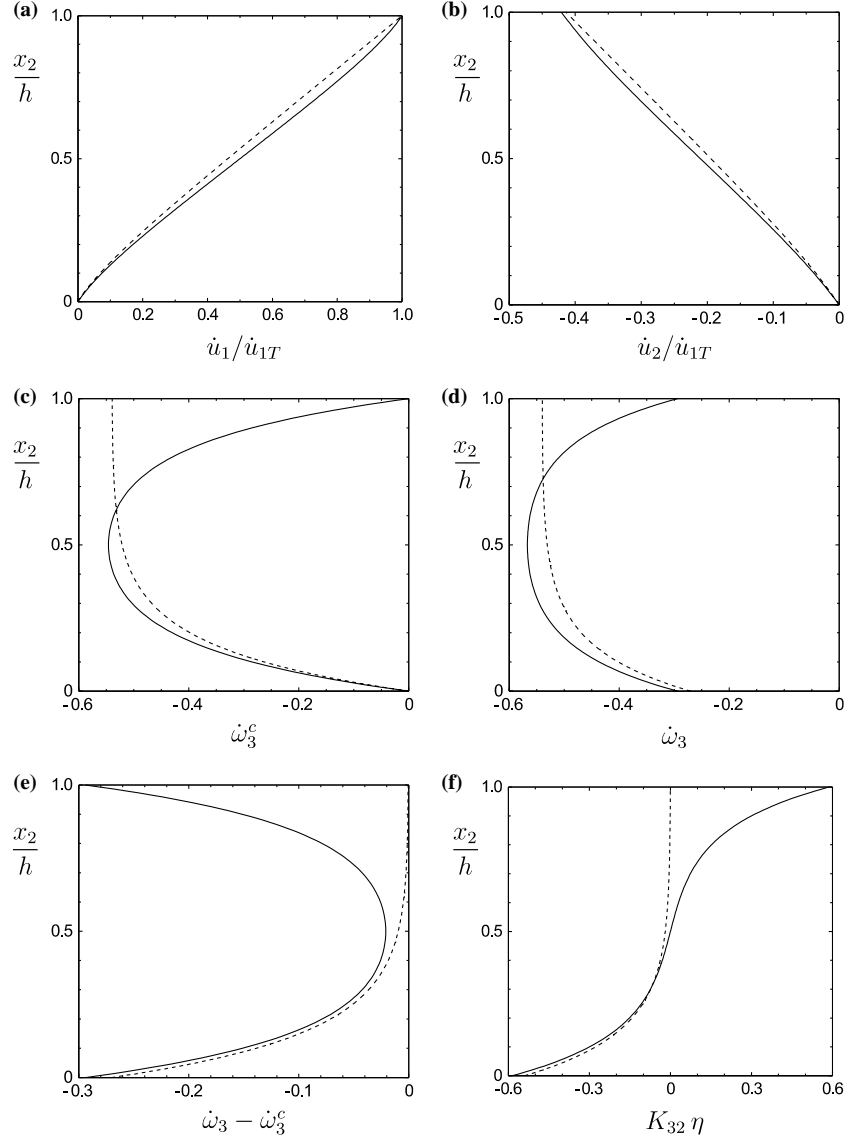 (a)
1.0
x₂/h
0.5
0
0 0.2 0.4 0.6 0.8 1.0
u̇₁/u̇₁T
(b)
1.0
x₂/h
0.5
0
-0.5 -0.4 -0.3 -0.2 -0.1 0
u̇₂/u̇₁T
(c)
1.0
x₂/h
0.5
0
-0.6 -0.4 -0.2 0
ω̇₃ᶜ
(d)
1.0
x₂/h
0.5
0
-0.6 -0.4 -0.2 0
ω̇₃
(e)
1.0
x₂/h
0.5
0
-0.3 -0.2 -0.1 0
ω̇₃ − ω̇₃ᶜ
(f)
1.0
x₂/h
0.5
0
-0.6 -0.3 0 0.3 0.6
K₃₂ η